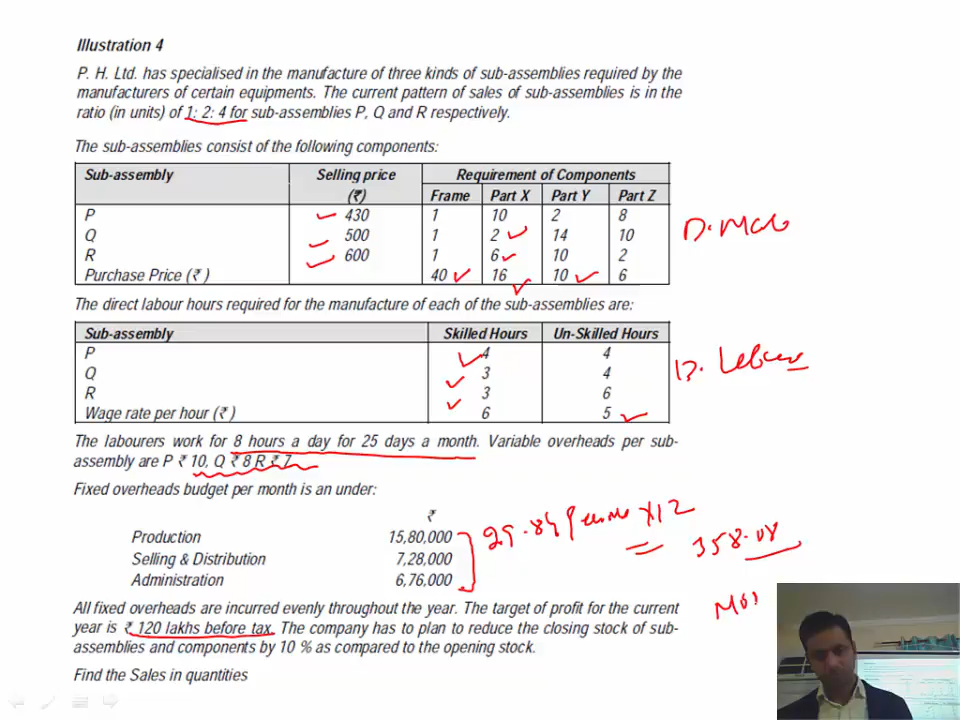 Illustration 4
P. H. Ltd. has specialised in the manufacture of three kinds of sub-assemblies required by the
manufacturers of certain equipments. The current pattern of sales of sub-assemblies is in the
ratio (in units) of 1: 2: 4 for sub-assemblies P, Q and R respectively.
The sub-assemblies consist of the following components:
Sub-assembly Selling price Requirement of Components
(₹) Frame Part X Part Y Part Z
P 430 1 10 2 8
Q 500 1 2 14 10
R 600 1 6 10 2
Purchase Price (₹ ) 40 16 10 6
D. Mat
The direct labour hours required for the manufacture of each of the sub-assemblies are:
Sub-assembly Skilled Hours Un-Skilled Hours
P 4 4
Q 3 4
R 3 6
Wage rate per hour (₹ ) 6 5
D. Labour
The labourers work for 8 hours a day for 25 days a month. Variable overheads per sub-
assembly are P ₹ 10, Q ₹ 8 R ₹ 7
Fixed overheads budget per month is an under:
₹
Production 15,80,000
Selling & Distribution 7,28,000
Administration 6,76,000
29.84 X12
= 358.08
All fixed overheads are incurred evenly throughout the year. The target of profit for the current
year is ₹ 120 lakhs before tax. The company has to plan to reduce the closing stock of sub-
assemblies and components by 10 % as compared to the opening stock.
Find the Sales in quantities